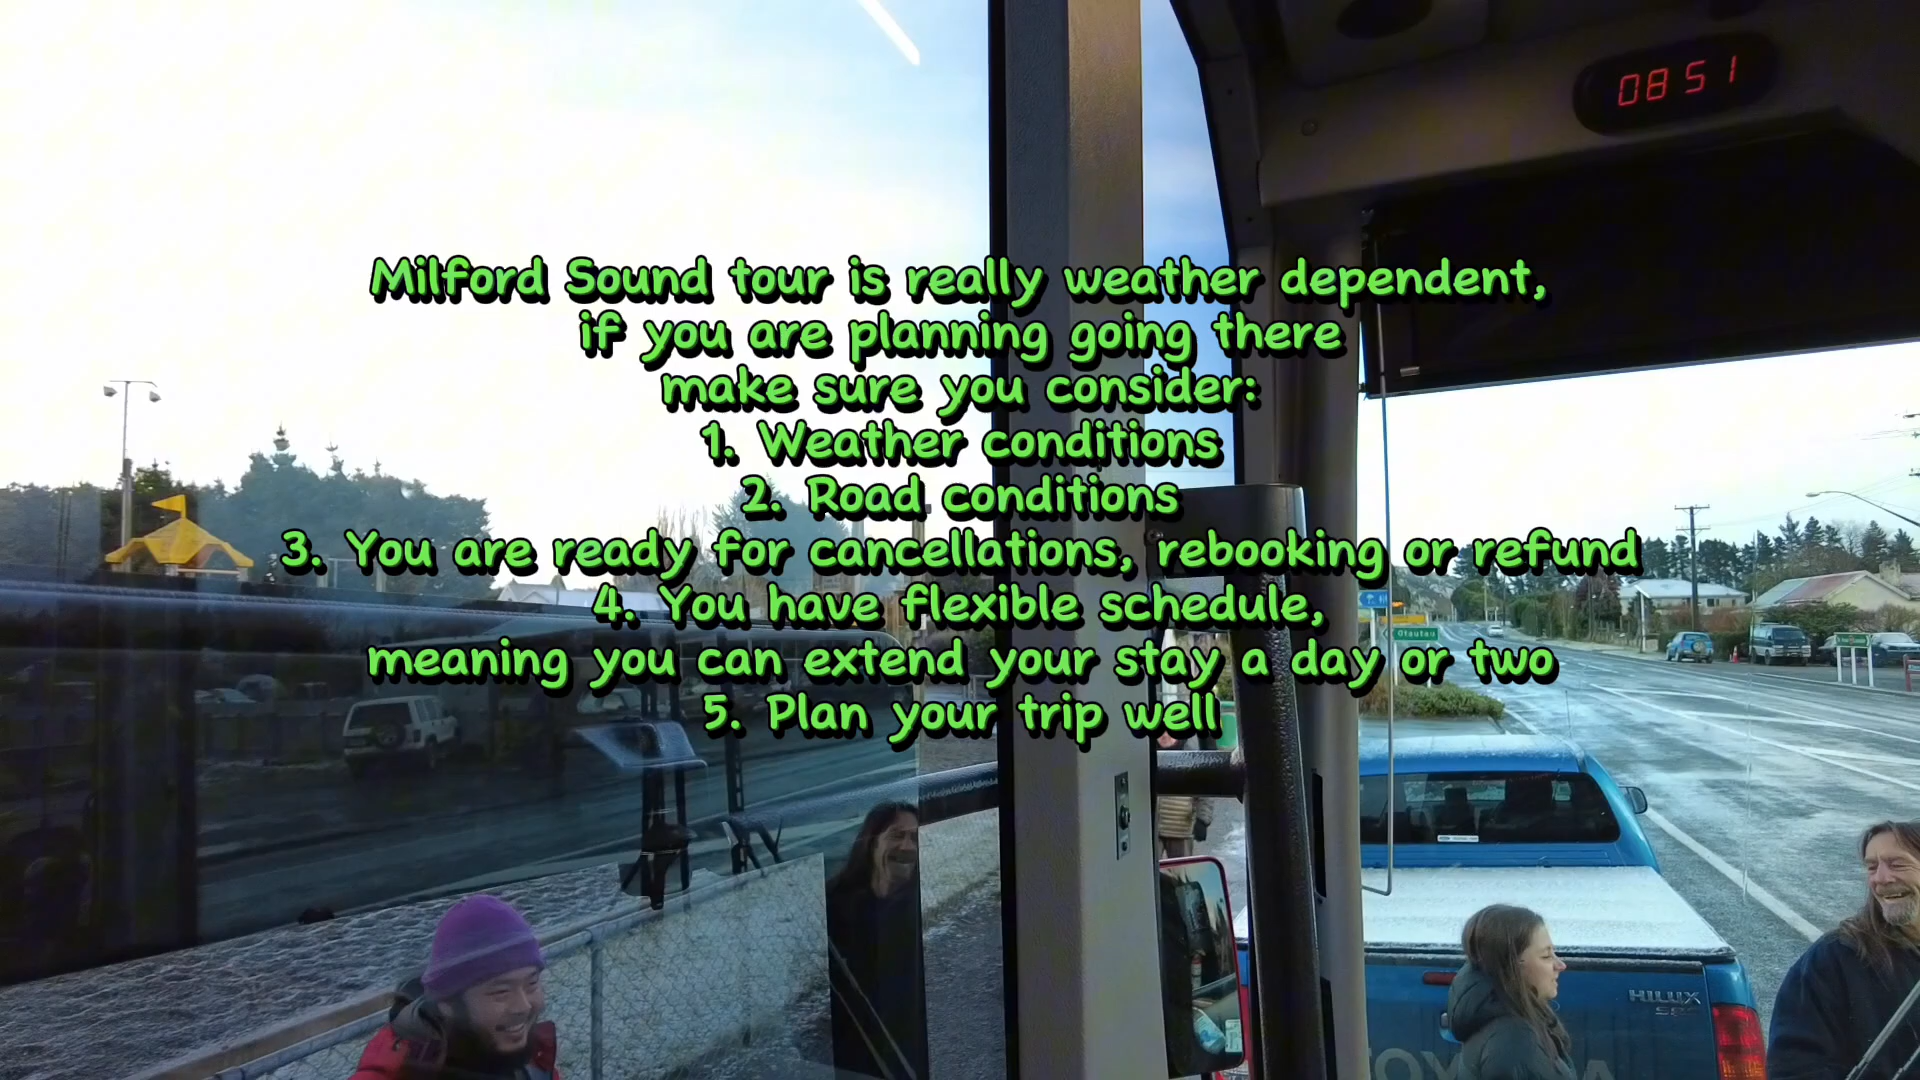 08 51
Milford Sound tour is really weather dependent,
if you are planning going there
make sure you consider:
1. Weather conditions
2. Road conditions
3. You are ready for cancellations, rebooking or refund
4. You have flexible schedule,
meaning you can extend your stay a day or two
5. Plan your trip well
Otautau
HILUX